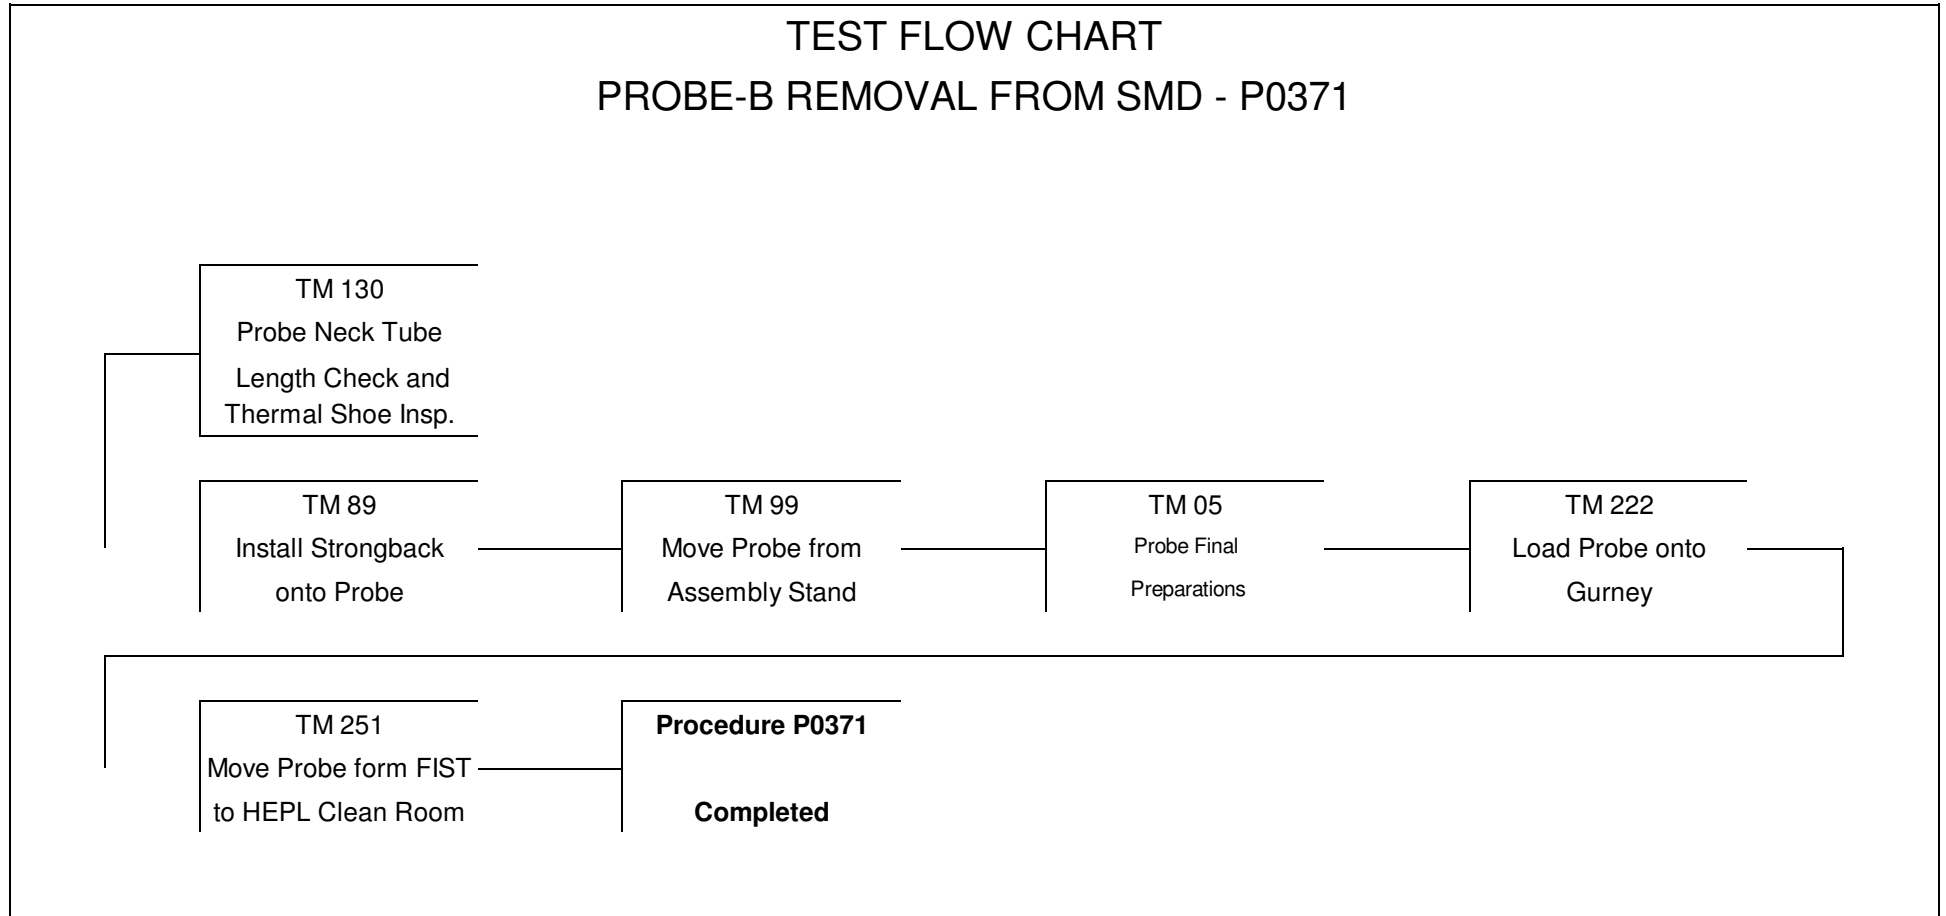 TEST FLOW CHART
PROBE-B REMOVAL FROM SMD - P0371
TM 130
Probe Neck Tube
Length Check and
Thermal Shoe Insp.
TM 89
Install Strongback
onto Probe
TM 99
Move Probe from
Assembly Stand
TM 05
Probe Final
Preparations
TM 222
Load Probe onto
Gurney
TM 251
Move Probe form FIST
to HEPL Clean Room
Procedure P0371
Completed